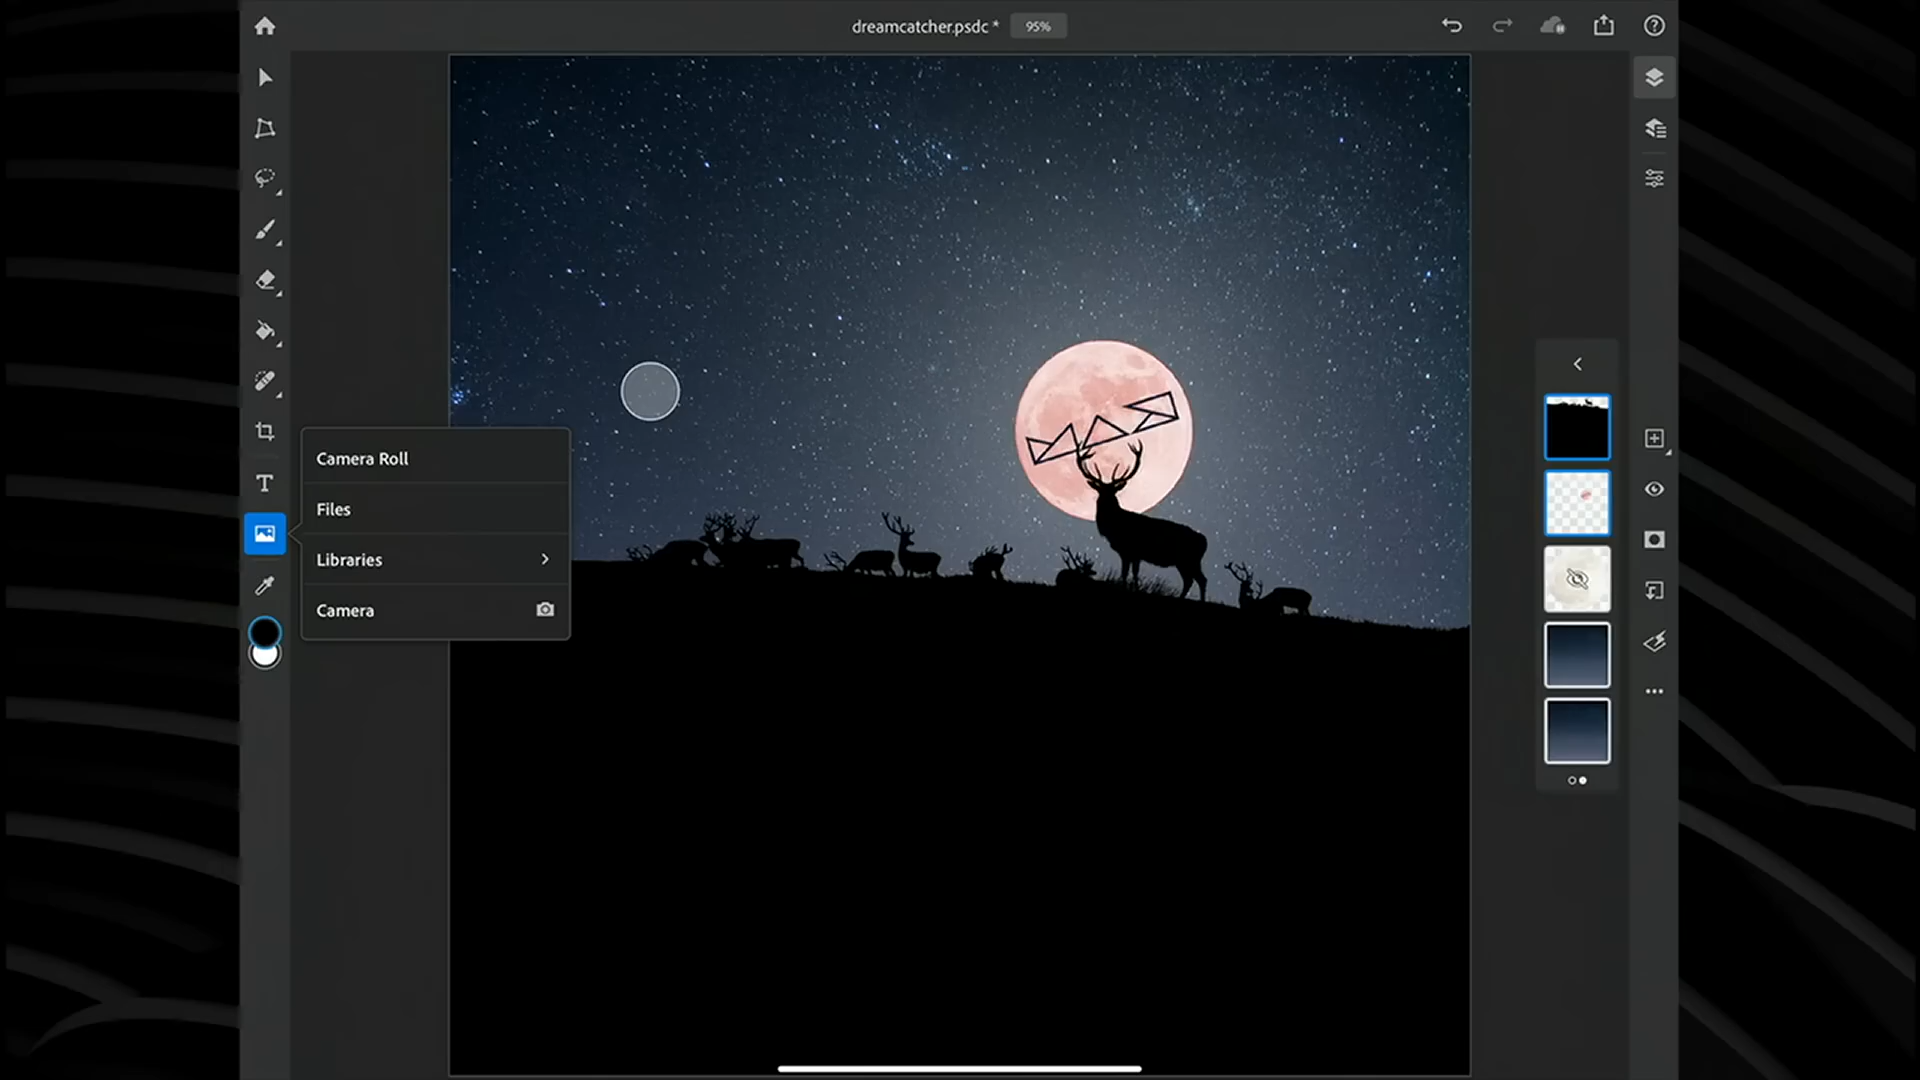 dreamcatcher.psdc *
95%
Camera Roll
Files
Libraries
Camera